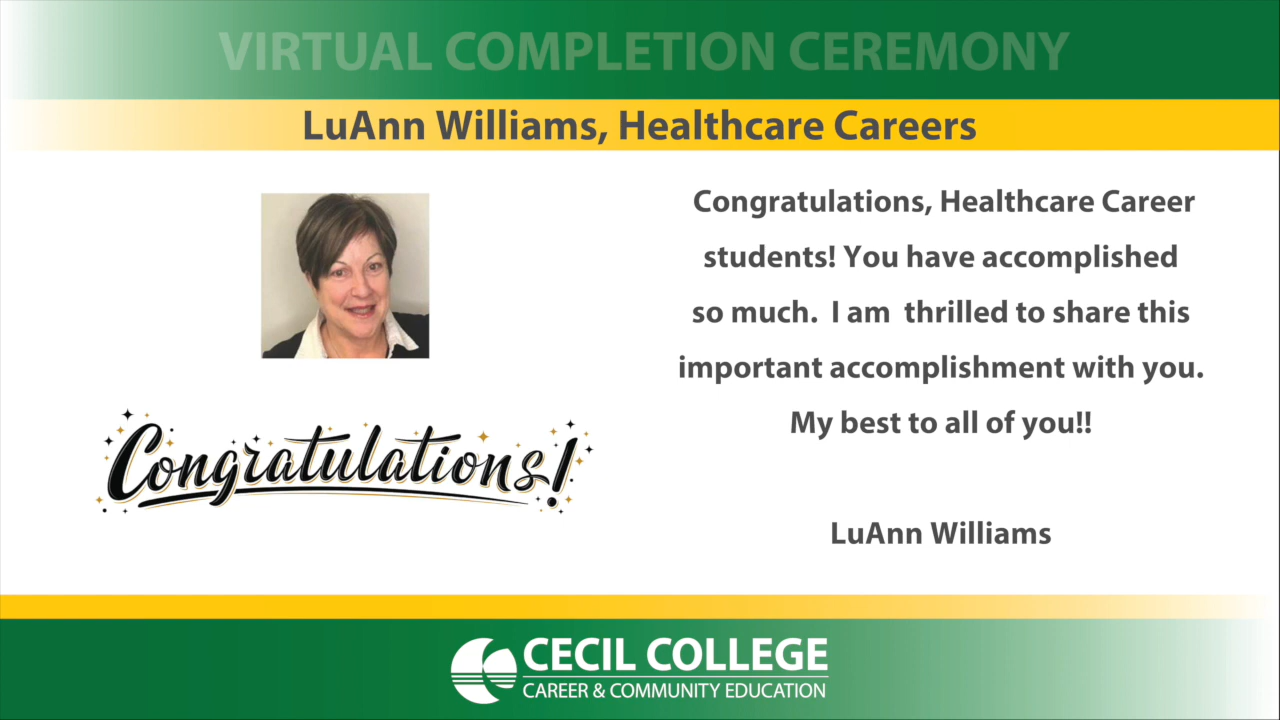 VIRTUAL COMPLETION CEREMONY
LuAnn Williams, Healthcare Careers
Congratulations, Healthcare Career
students! You have accomplished
so much.  I am  thrilled to share this
important accomplishment with you.
My best to all of you!!
LuAnn Williams
Congratulations!
CECIL COLLEGE
CAREER & COMMUNITY EDUCATION